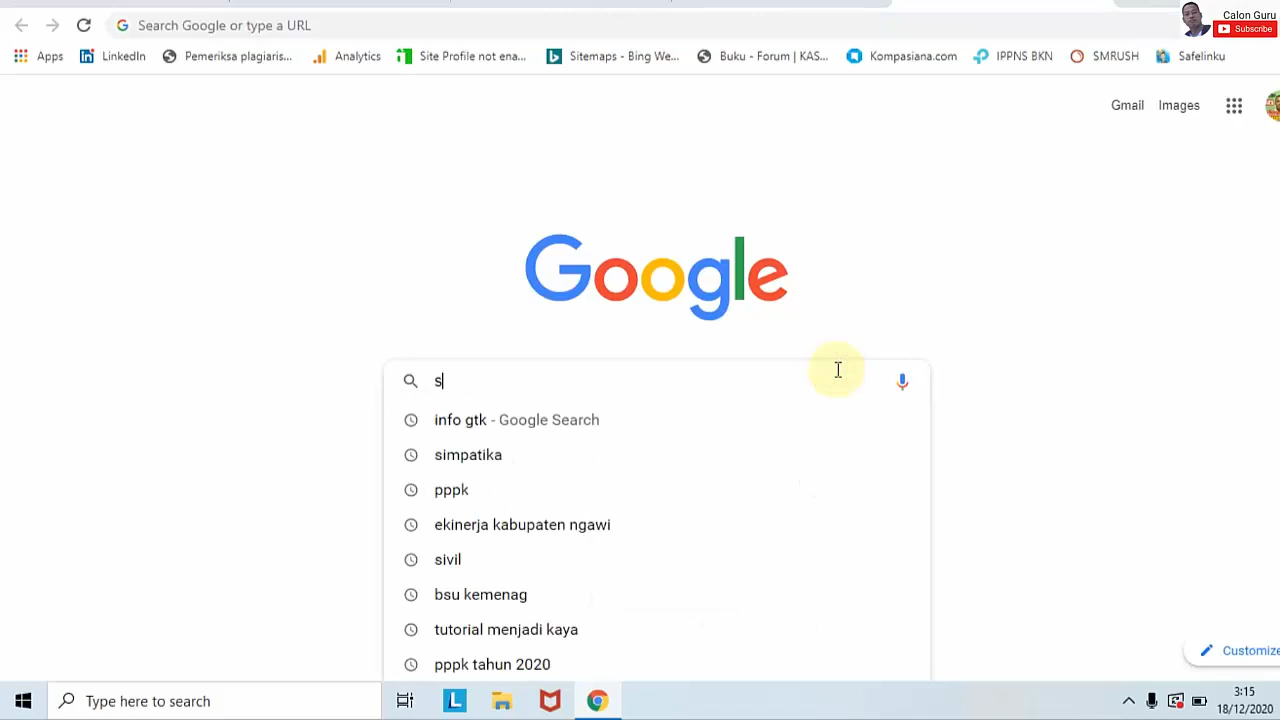 Calon Guru
Subscribe
Search Google or type a URL
Apps
LinkedIn
Pemeriksa plagiaris...
Analytics
Site Profile not ena...
Sitemaps - Bing We...
Buku - Forum | KAS...
Kompasiana.com
IPPNS BKN
SMRUSH
Safelinku
Gmail
Images
Google
s
info gtk - Google Search
simpatika
pppk
ekinerja kabupaten ngawi
sivil
bsu kemenag
tutorial menjadi kaya
pppk tahun 2020
Customize
Type here to search
3:15
18/12/2020